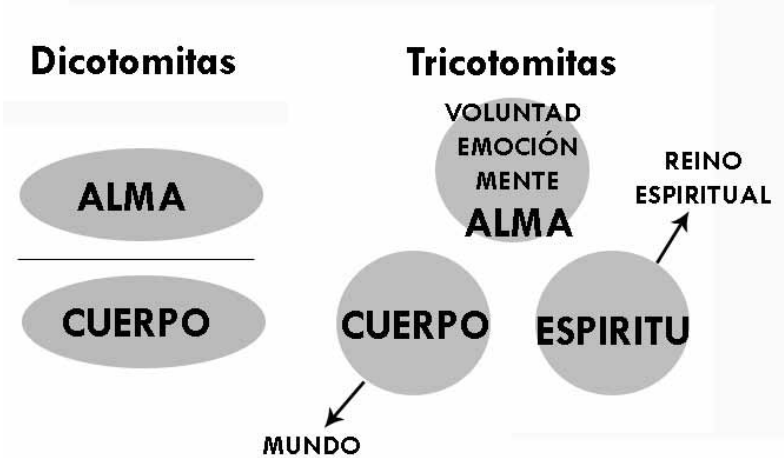 Dicotomitas
ALMA
CUERPO
Tricotomitas
VOLUNTAD
EMOCIÓN
MENTE
ALMA
REINO
ESPIRITUAL
CUERPO
ESPIRITU
MUNDO